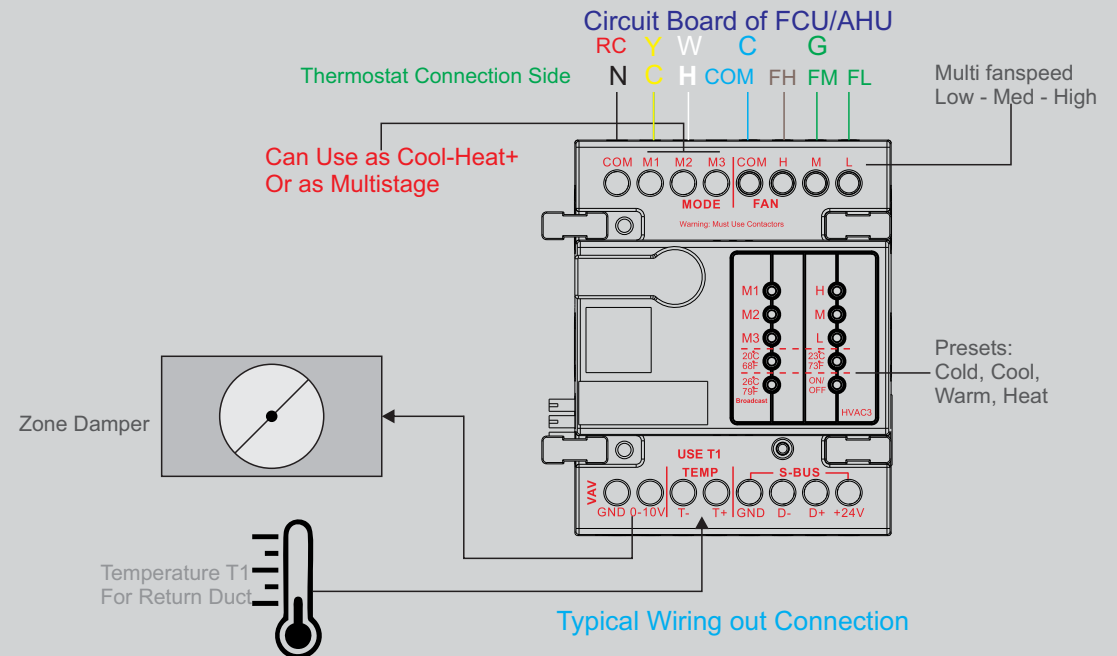 Circuit Board of FCU/AHU
RC Y W C G
Thermostat Connection Side
N C H COM FH FM FL
Multi fanspeed
Low - Med - High
Can Use as Cool-Heat+
Or as Multistage
COM M1 M2 M3 COM H M L
MODE FAN
Warning: Must Use Contactors
M1 H
M2 M
M3 L
20C 23C
68F 73F
26C ON/
79F OFF
Broadcast
HVAC3
Presets:
Cold, Cool,
Warm, Heat
Zone Damper
USE T1
TEMP S-BUS
VAV
GND 0-10V T- T+ GND D- D+ +24V
Temperature T1
For Return Duct
Typical Wiring out Connection